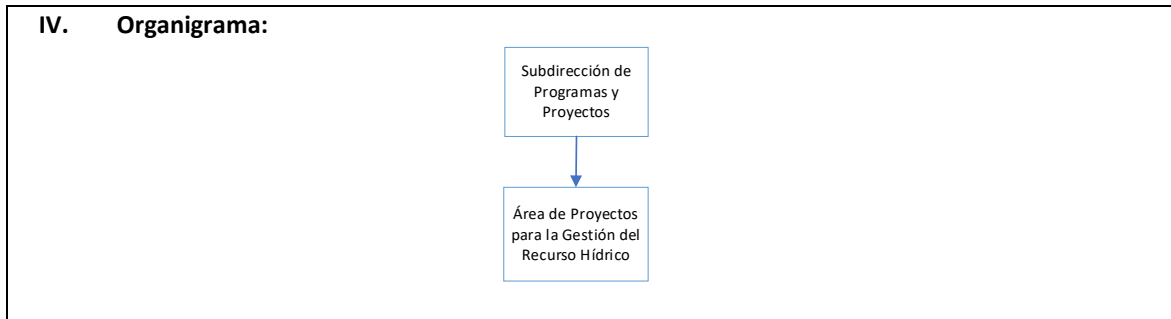 IV. Organigrama:
Subdirección de
Programas y
Proyectos
Área de Proyectos
para la Gestión del
Recurso Hídrico